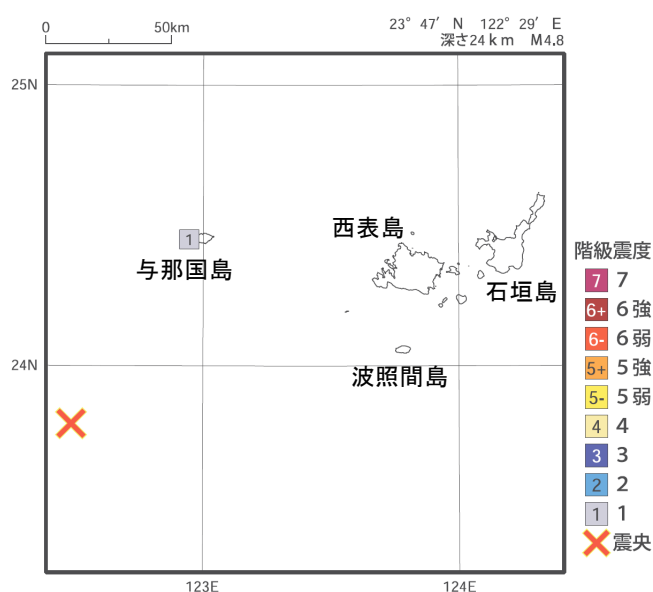 0 50km
23° 47′ N 122° 29′ E
深さ24km M4.8
25N
西表島
1
与那国島
石垣島
階級震度
7 7
6+ 6強
24N
6- 6弱
波照間島
5+ 5強
5- 5弱
4 4
3 3
2 2
1 1
震央
123E 124E